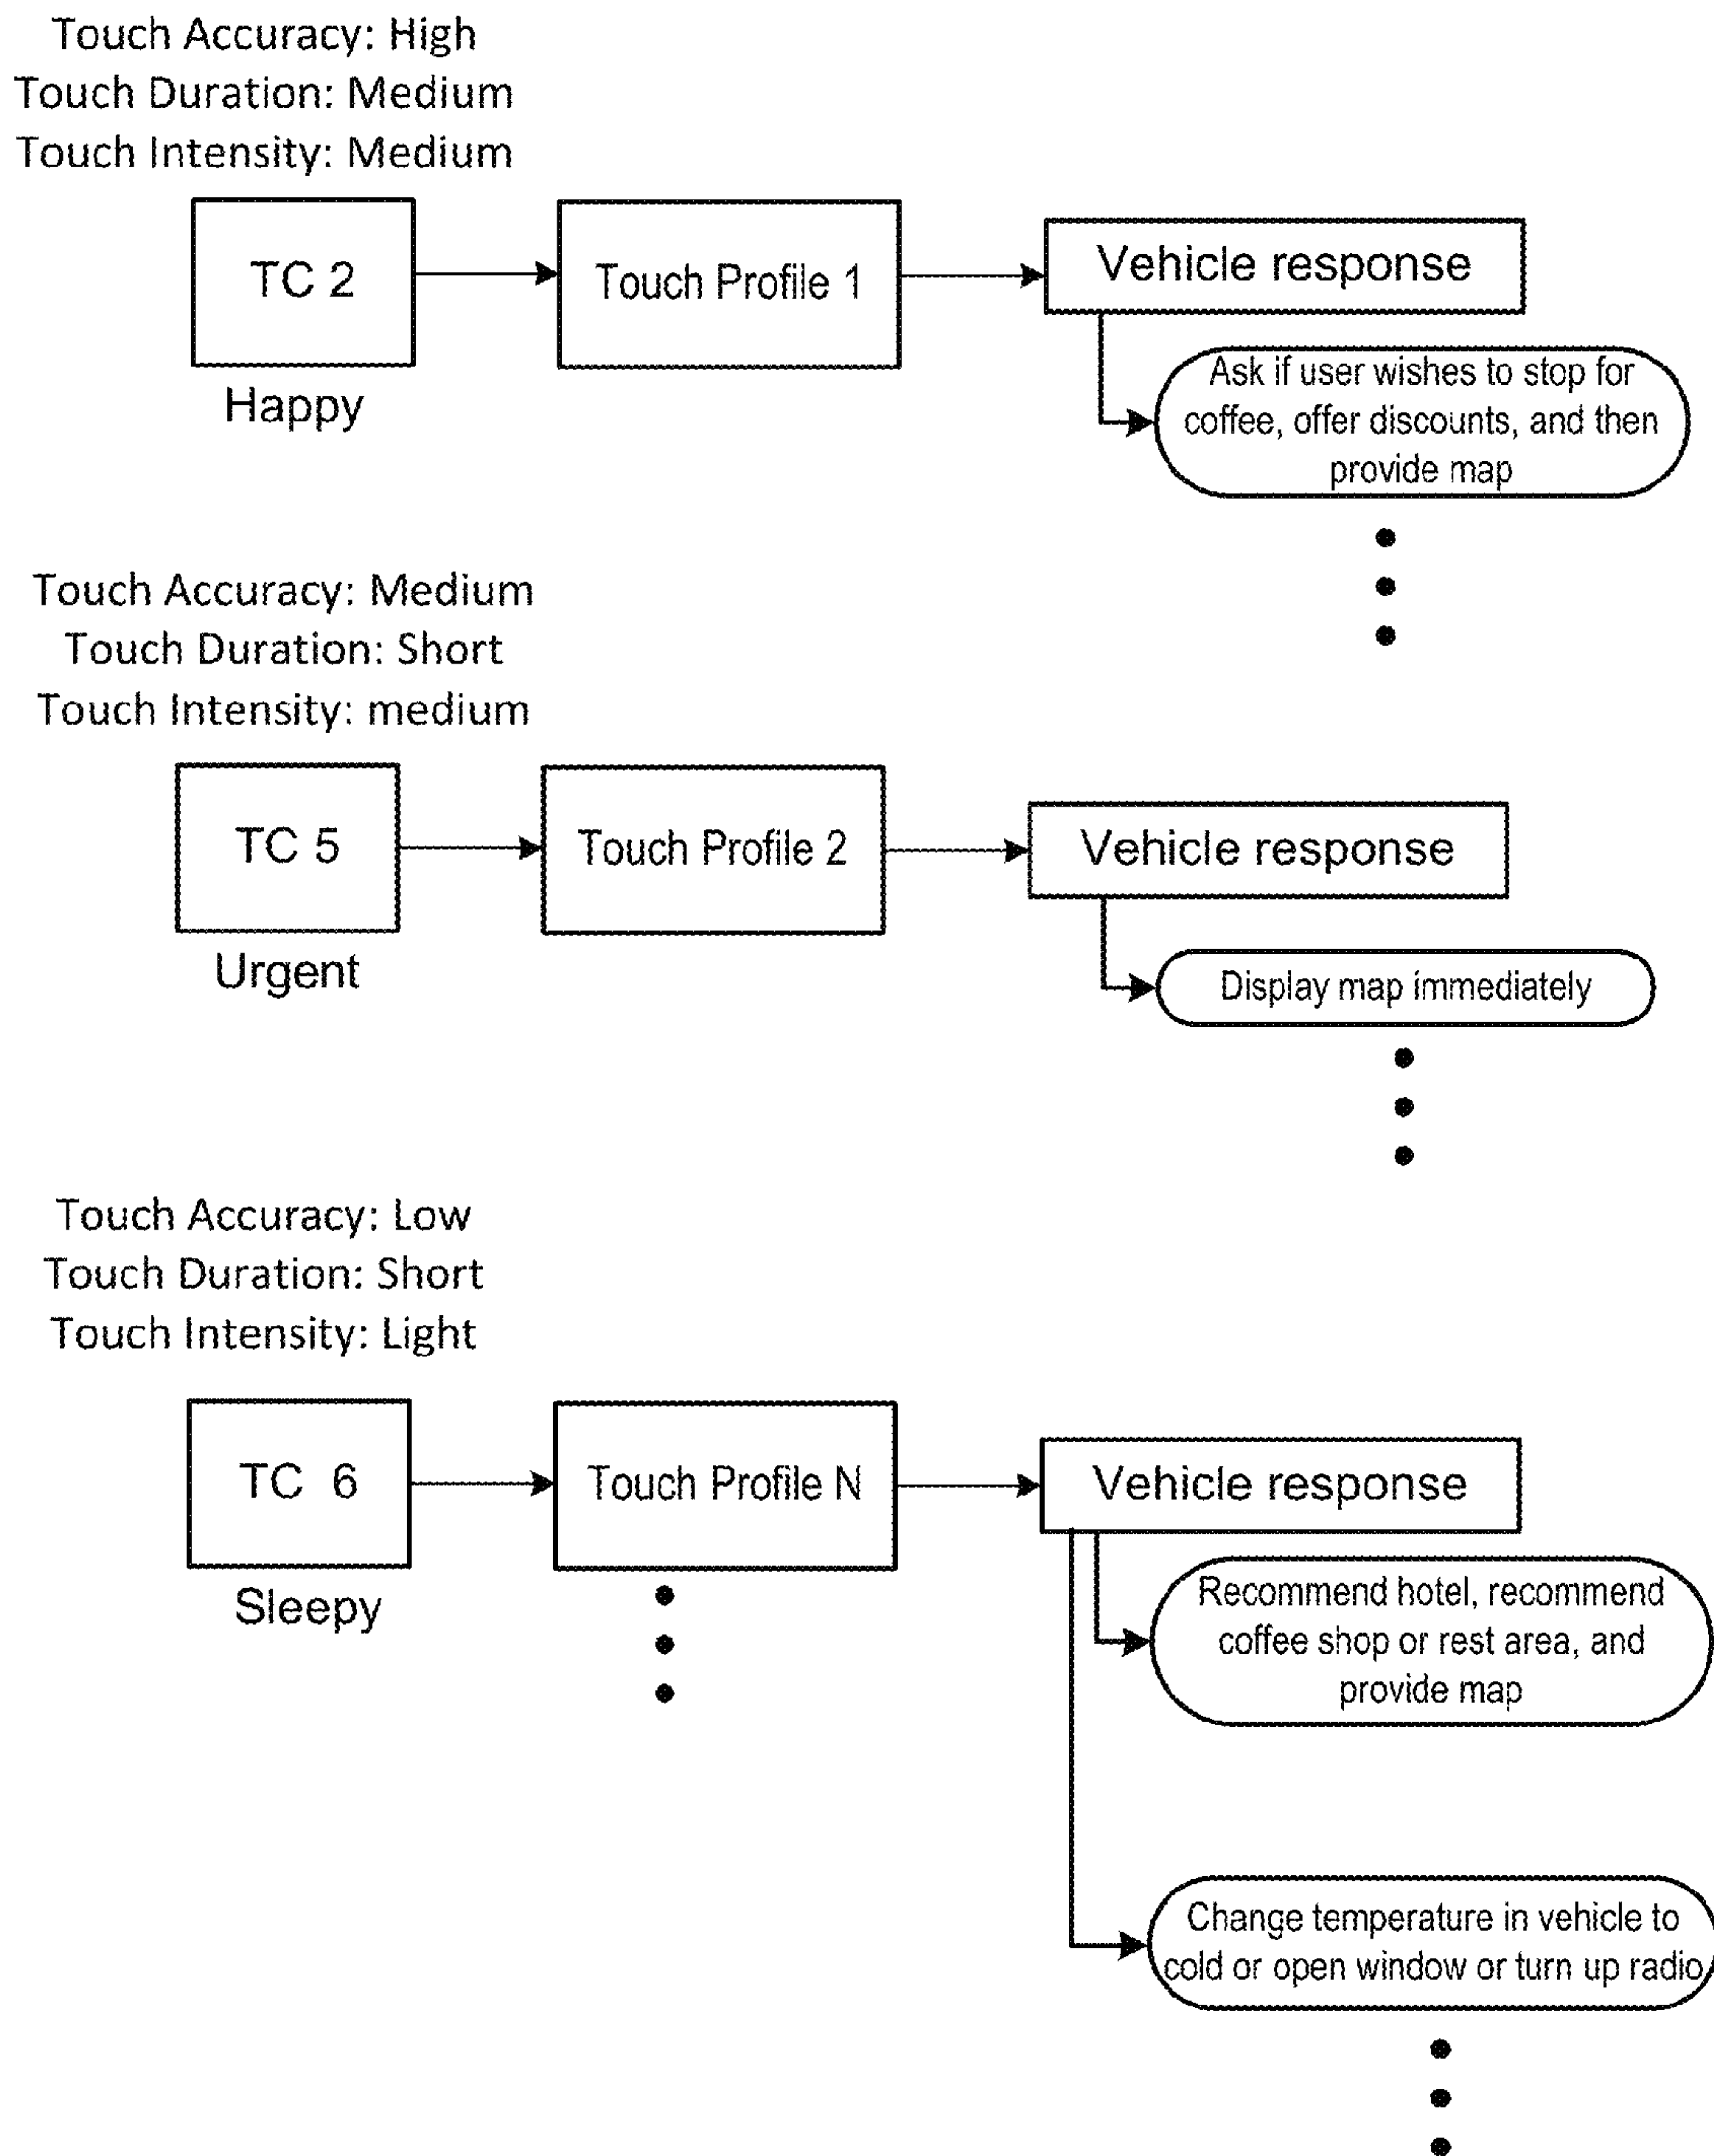 Touch Accuracy: High
Touch Duration: Medium
Touch Intensity: Medium
TC 2
Touch Profile 1
Vehicle response
Happy
Ask if user wishes to stop for
coffee, offer discounts, and then
provide map
Touch Accuracy: Medium
Touch Duration: Short
Touch Intensity: medium
TC 5
Touch Profile 2
Vehicle response
Urgent
Display map immediately
Touch Accuracy: Low
Touch Duration: Short
Touch Intensity: Light
TC 6
Touch Profile N
Vehicle response
Sleepy
Recommend hotel, recommend
coffee shop or rest area, and
provide map
Change temperature in vehicle to
cold or open window or turn up radio